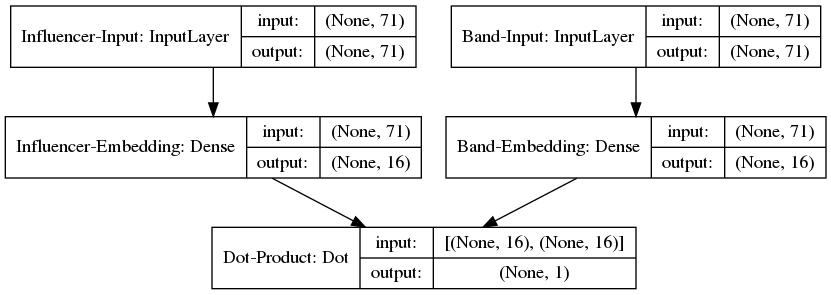 Influencer-Input: InputLayer
input:
(None, 71)
output:
(None, 71)
Band-Input: InputLayer
input:
(None, 71)
output:
(None, 71)
Influencer-Embedding: Dense
input:
(None, 71)
output:
(None, 16)
Band-Embedding: Dense
input:
(None, 71)
output:
(None, 16)
Dot-Product: Dot
input:
[(None, 16), (None, 16)]
output:
(None, 1)